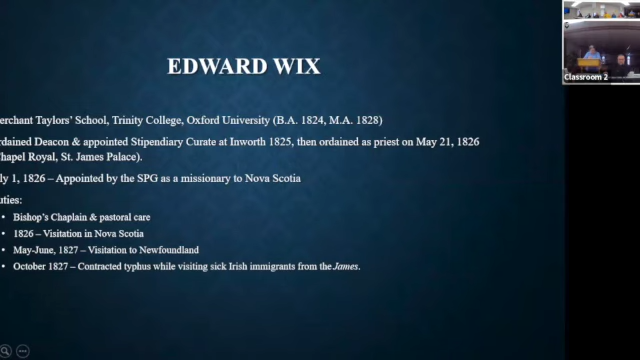 EDWARD WIX
erchant Taylors' School, Trinity College, Oxford University (B.A. 1824, M.A. 1828)
rdained Deacon & appointed Stipendiary Curate at Inworth 1825, then ordained as priest on May 21, 1826
hapel Royal, St. James Palace).
ly 1, 1826 – Appointed by the SPG as a missionary to Nova Scotia
uties:
• Bishop's Chaplain & pastoral care
• 1826 – Visitation in Nova Scotia
• May-June, 1827 – Visitation to Newfoundland
• October 1827 – Contracted typhus while visiting sick Irish immigrants from the James.
Classroom 2